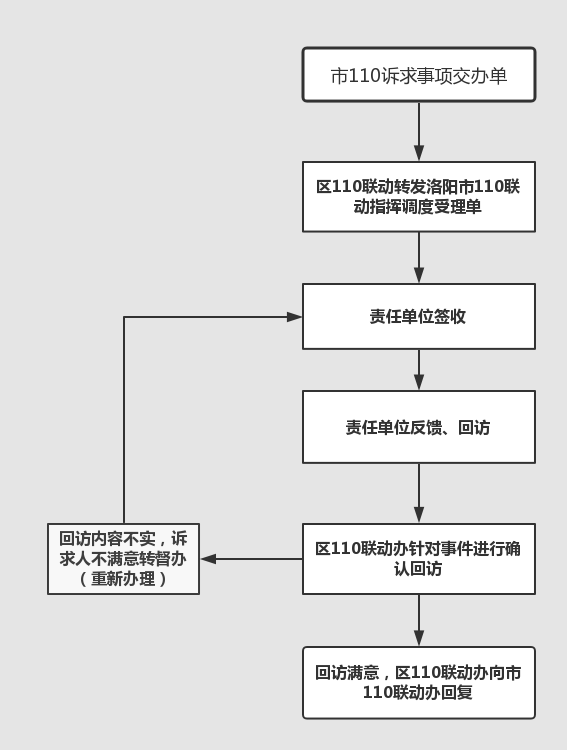 市110诉求事项交办单
区110联动转发洛阳市110联
动指挥调度受理单
责任单位签收
责任单位反馈、回访
回访内容不实，诉
求人不满意转督办
（重新办理）
区110联动办针对事件进行确
认回访
回访满意，区110联动办向市
110联动办回复